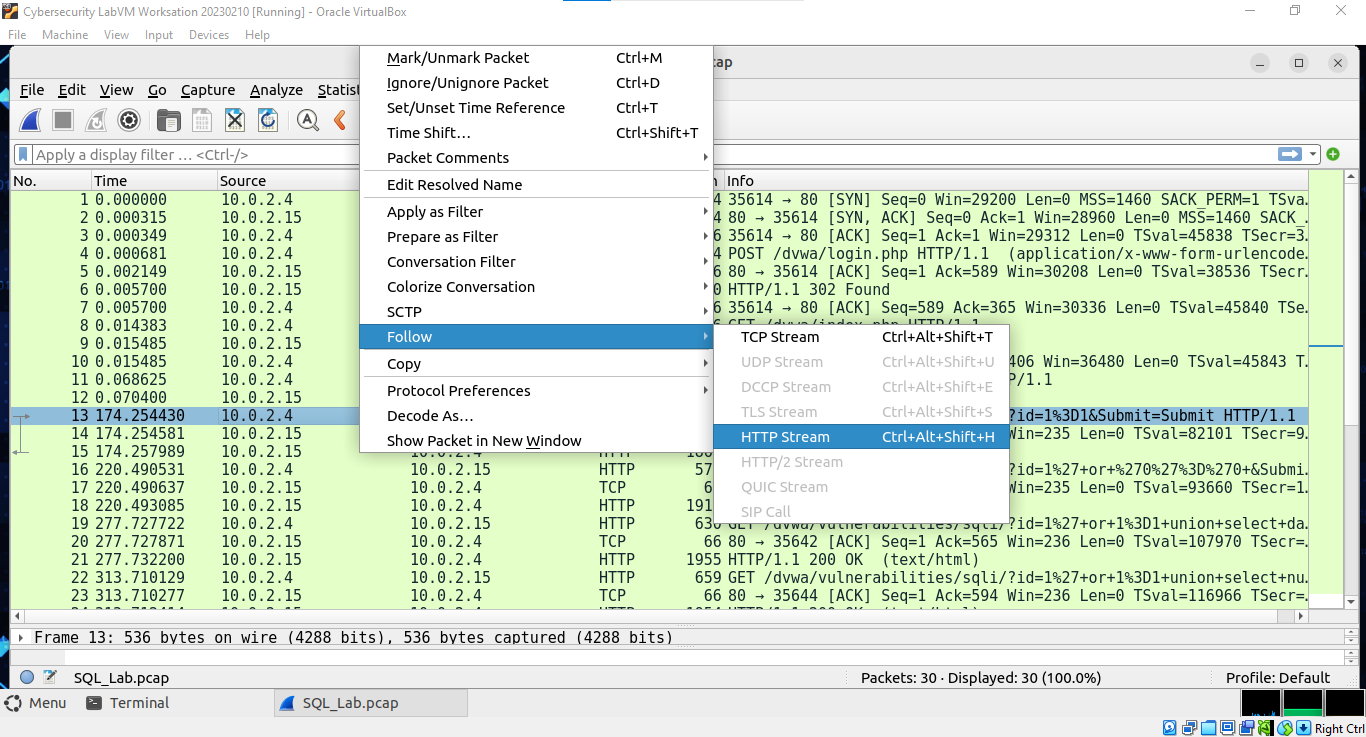 Cybersecurity LabVM Worksation 20230210 [Running] - Oracle VirtualBox
File Machine View Input Devices Help
cap
File Edit View Go Capture Analyze Statist
Apply a display filter … <Ctrl-/>
No. Time Source Info
1 0.000000 10.0.2.4 4 35614 → 80 [SYN] Seq=0 Win=29200 Len=0 MSS=1460 SACK_PERM=1 TSva…
2 0.000315 10.0.2.15 4 80 → 35614 [SYN, ACK] Seq=0 Ack=1 Win=28960 Len=0 MSS=1460 SACK_…
3 0.000349 10.0.2.4 6 35614 → 80 [ACK] Seq=1 Ack=1 Win=29312 Len=0 TSval=45838 TSecr=3…
4 0.000681 10.0.2.4 4 POST /dvwa/login.php HTTP/1.1 (application/x-www-form-urlencode…
5 0.002149 10.0.2.15 6 80 → 35614 [ACK] Seq=1 Ack=589 Win=30208 Len=0 TSval=38536 TSecr…
6 0.005700 10.0.2.15 0 HTTP/1.1 302 Found
7 0.005700 10.0.2.4 6 35614 → 80 [ACK] Seq=589 Ack=365 Win=30336 Len=0 TSval=45840 TSe…
8 0.014383 10.0.2.4 GET /dvwa/index.php HTTP/1.1
9 0.015485 10.0.2.15
10 0.015485 10.0.2.4 406 Win=36480 Len=0 TSval=45843 T…
11 0.068625 10.0.2.4 P/1.1
12 0.070400 10.0.2.15
13 174.254430 10.0.2.4 ?id=1%3D1&Submit=Submit HTTP/1.1
14 174.254581 10.0.2.15 Win=235 Len=0 TSval=82101 TSecr=9…
15 174.257989 10.0.2.15 10.0.2.4 HTTP
16 220.490531 10.0.2.4 10.0.2.15 HTTP 57 ?id=1%27+or+%270%27%3D%270+&Submi…
17 220.490637 10.0.2.15 10.0.2.4 TCP 6 Win=235 Len=0 TSval=93660 TSecr=1…
18 220.493085 10.0.2.15 10.0.2.4 HTTP 191
19 277.727722 10.0.2.4 10.0.2.15 HTTP 630 GET /dvwa/vulnerabilities/sqli/?id=1%27+or+1%3D1+union+select+da…
20 277.727871 10.0.2.15 10.0.2.4 TCP 66 80 → 35642 [ACK] Seq=1 Ack=565 Win=236 Len=0 TSval=107970 TSecr=…
21 277.732200 10.0.2.15 10.0.2.4 HTTP 1955 HTTP/1.1 200 OK (text/html)
22 313.710129 10.0.2.4 10.0.2.15 HTTP 659 GET /dvwa/vulnerabilities/sqli/?id=1%27+or+1%3D1+union+select+nu…
23 313.710277 10.0.2.15 10.0.2.4 TCP 66 80 → 35644 [ACK] Seq=1 Ack=594 Win=236 Len=0 TSval=116966 TSecr=…
Mark/Unmark Packet Ctrl+M
Ignore/Unignore Packet Ctrl+D
Set/Unset Time Reference Ctrl+T
Time Shift… Ctrl+Shift+T
Packet Comments
Edit Resolved Name
Apply as Filter
Prepare as Filter
Conversation Filter
Colorize Conversation
SCTP
Follow
Copy
Protocol Preferences
Decode As…
Show Packet in New Window
TCP Stream Ctrl+Alt+Shift+T
UDP Stream Ctrl+Alt+Shift+U
DCCP Stream Ctrl+Alt+Shift+E
TLS Stream Ctrl+Alt+Shift+S
HTTP Stream Ctrl+Alt+Shift+H
HTTP/2 Stream
QUIC Stream
SIP Call
Frame 13: 536 bytes on wire (4288 bits), 536 bytes captured (4288 bits)
SQL_Lab.pcap Packets: 30 · Displayed: 30 (100.0%) Profile: Default
Menu Terminal SQL_Lab.pcap
Right Ctrl